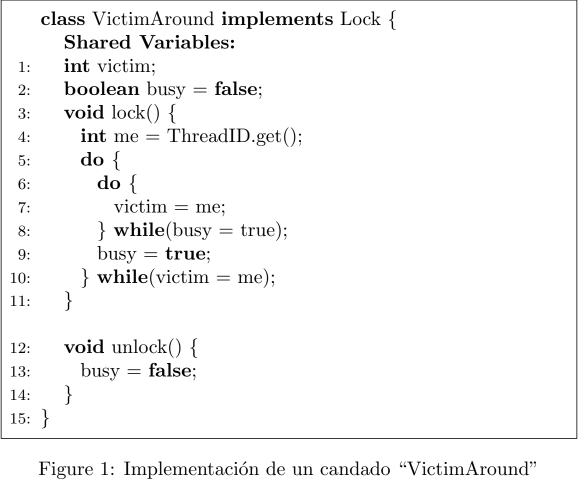 class VictimAround implements Lock {
Shared Variables:
1: int victim;
2: boolean busy = false;
3: void lock() {
4: int me = ThreadID.get();
5: do {
6: do {
7: victim = me;
8: } while(busy = true);
9: busy = true;
10: } while(victim = me);
11: }
12: void unlock() {
13: busy = false;
14: }
15: }
Figure 1: Implementación de un candado “VictimAround”